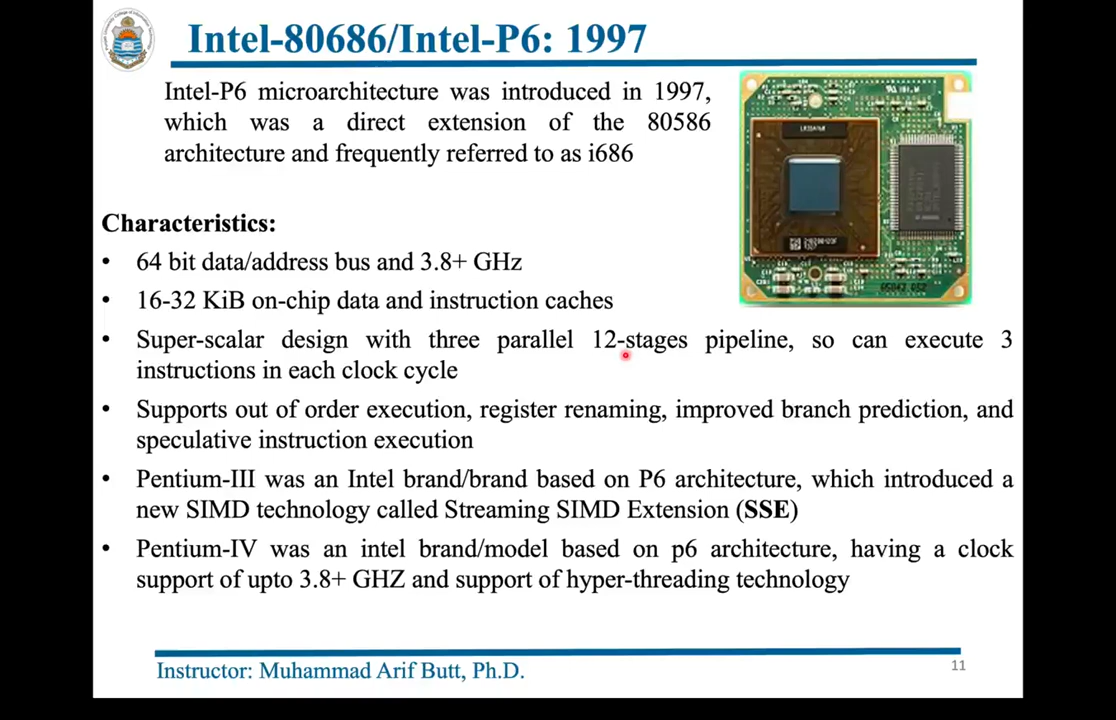 Intel-80686/Intel-P6: 1997
Intel-P6 microarchitecture was introduced in 1997,
which was a direct extension of the 80586
architecture and frequently referred to as i686
Characteristics:
• 64 bit data/address bus and 3.8+ GHz
• 16-32 KiB on-chip data and instruction caches
• Super-scalar design with three parallel 12-stages pipeline, so can execute 3
instructions in each clock cycle
• Supports out of order execution, register renaming, improved branch prediction, and
speculative instruction execution
• Pentium-III was an Intel brand/brand based on P6 architecture, which introduced a
new SIMD technology called Streaming SIMD Extension (SSE)
• Pentium-IV was an intel brand/model based on p6 architecture, having a clock
support of upto 3.8+ GHZ and support of hyper-threading technology
Instructor: Muhammad Arif Butt, Ph.D.
11